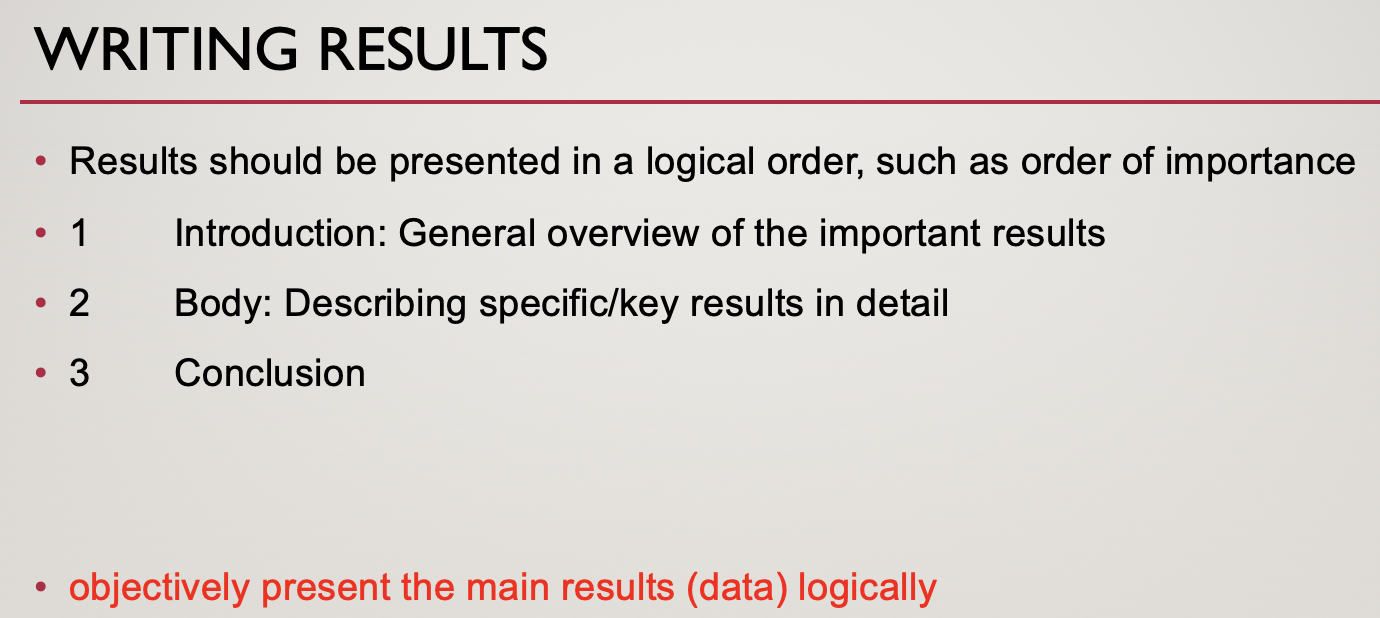 WRITING RESULTS
• Results should be presented in a logical order, such as order of importance
• 1 Introduction: General overview of the important results
• 2 Body: Describing specific/key results in detail
• 3 Conclusion
• objectively present the main results (data) logically